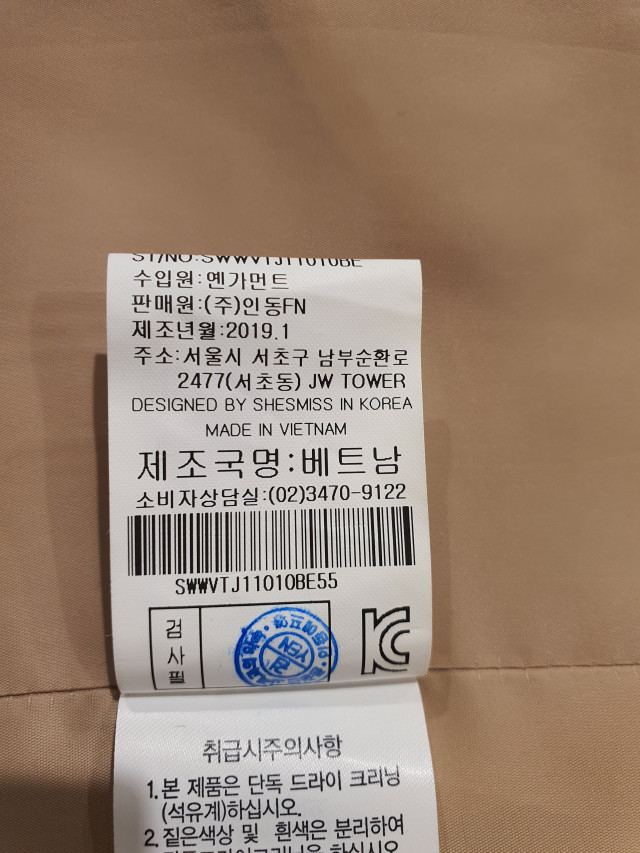 ST/NO:SWWVTJ11010BE
수입원:옌가먼트
판매원:(주)인동FN
제조년월:2019.1
주소:서울시 서초구 남부순환로
2477(서초동) JW TOWER
DESIGNED BY SHESMISS IN KOREA
MADE IN VIETNAM
제조국명:베트남
소비자상담실:(02)3470-9122
SWWVTJ11010BE55
검
사
필
YEN
취급시주의사항
1.본 제품은 단독 드라이 크리닝
(석유계)하십시오.
2.짙은색상 및 흰색은 분리하여